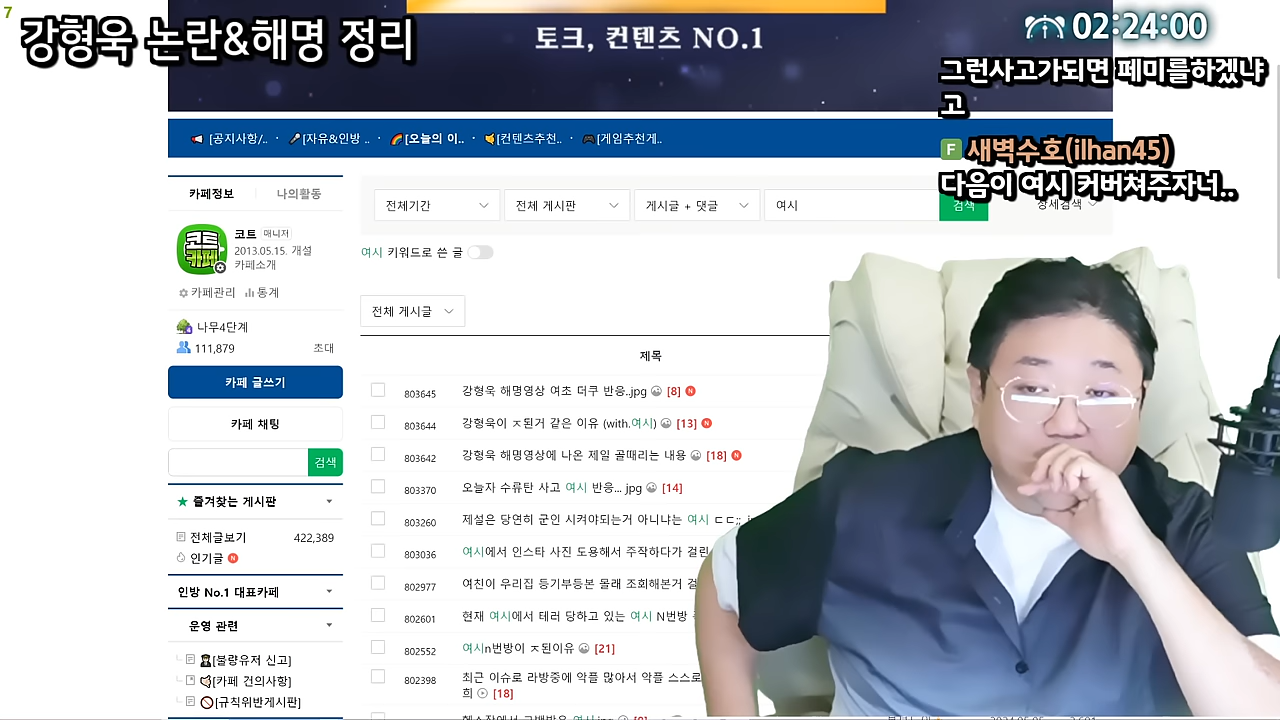 7
강형욱 논란&해명 정리
토크, 컨텐츠 NO.1
02:24:00
그런사고가되면 페미를하겠냐
고
F 새벽수호(ilhan45)
다음이 여시 커버쳐주자너..
[공지사항/.. · [자유&인방 .. · [오늘의 이.. · [컨텐츠추천.. · [게임추천게..
카페정보
나의활동
코트 매니저
2013.05.15. 개설
카페소개
코트
카페
카페관리
통계
나무4단계
111,879
초대
카페 글쓰기
카페 채팅
검색
★ 즐겨찾는 게시판
전체글보기 422,389
인기글 N
인방 No.1 대표카페
운영 관련
[불량유저 신고]
[카페 건의사항]
[규칙위반게시판]
전체기간
전체 게시판
게시글 + 댓글
여시
검색
상세검색
여시 키워드로 쓴 글
전체 게시글
제목
803645 강형욱 해명영상 여초 더쿠 반응..jpg [8] N
803644 강형욱이 ㅈ된거 같은 이유 (with.여시) [13] N
803642 강형욱 해명영상에 나온 제일 골때리는 내용 [18] N
803370 오늘자 수류탄 사고 여시 반응... jpg [14]
803260 제설은 당연히 군인 시켜야되는거 아니냐는 여시 ㄷㄷ;;
803036 여시에서 인스타 사진 도용해서 주작하다가 걸린
802977 여친이 우리집 등기부등본 몰래 조회해본거
802601 현재 여시에서 테러 당하고 있는 여시 N번방
802552 여시n번방이 ㅈ된이유 [21]
802398 최근 이슈로 라방중에 악플 많아서 악플 스스로
희 [18]